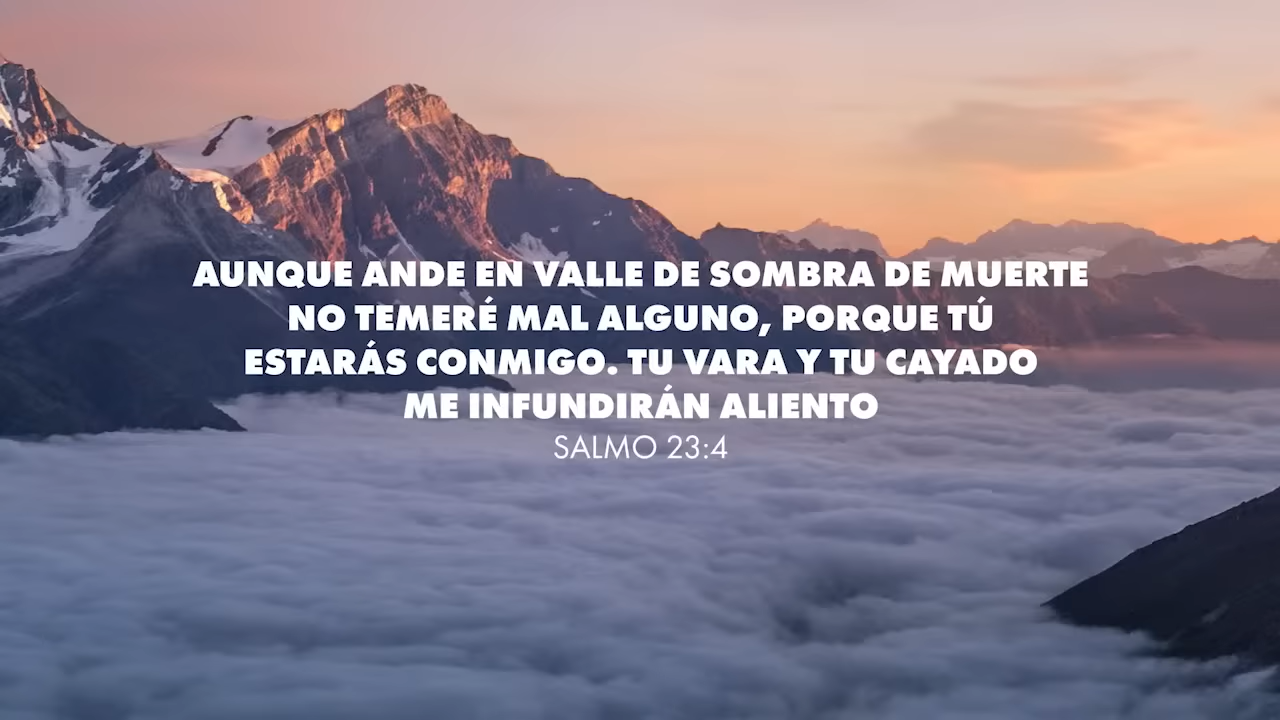 AUNQUE ANDE EN VALLE DE SOMBRA DE MUERTE
NO TEMERÉ MAL ALGUNO, PORQUE TÚ
ESTARÁS CONMIGO. TU VARA Y TU CAYADO
ME INFUNDIRÁN ALIENTO
SALMO 23:4